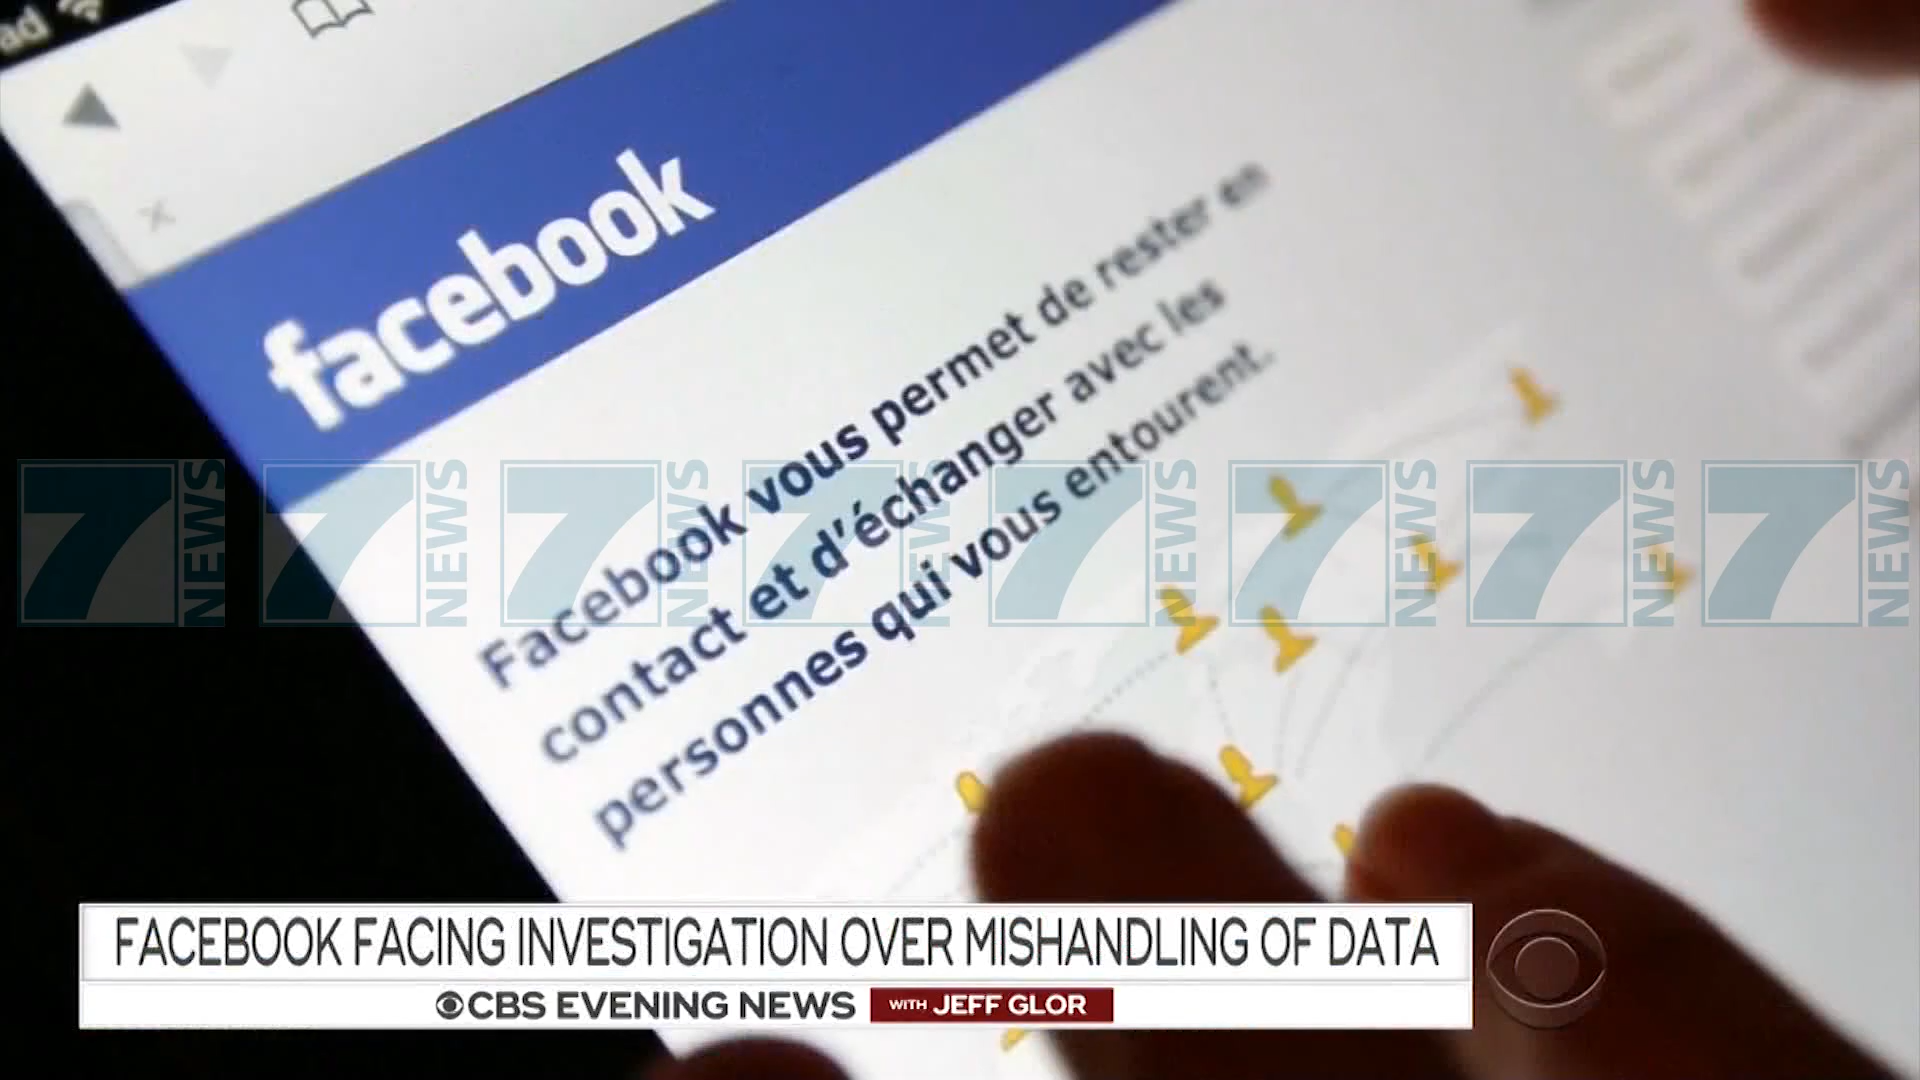 ad
facebook
Facebook vous permet de rester en
contact et d'échanger avec les
personnes qui vous entourent.
7 NEWS 7 NEWS 7 NEWS 7 NEWS 7 NEWS 7 NEWS 7 NEWS 7 NEWS
FACEBOOK FACING INVESTIGATION OVER MISHANDLING OF DATA
CBS EVENING NEWS WITH JEFF GLOR